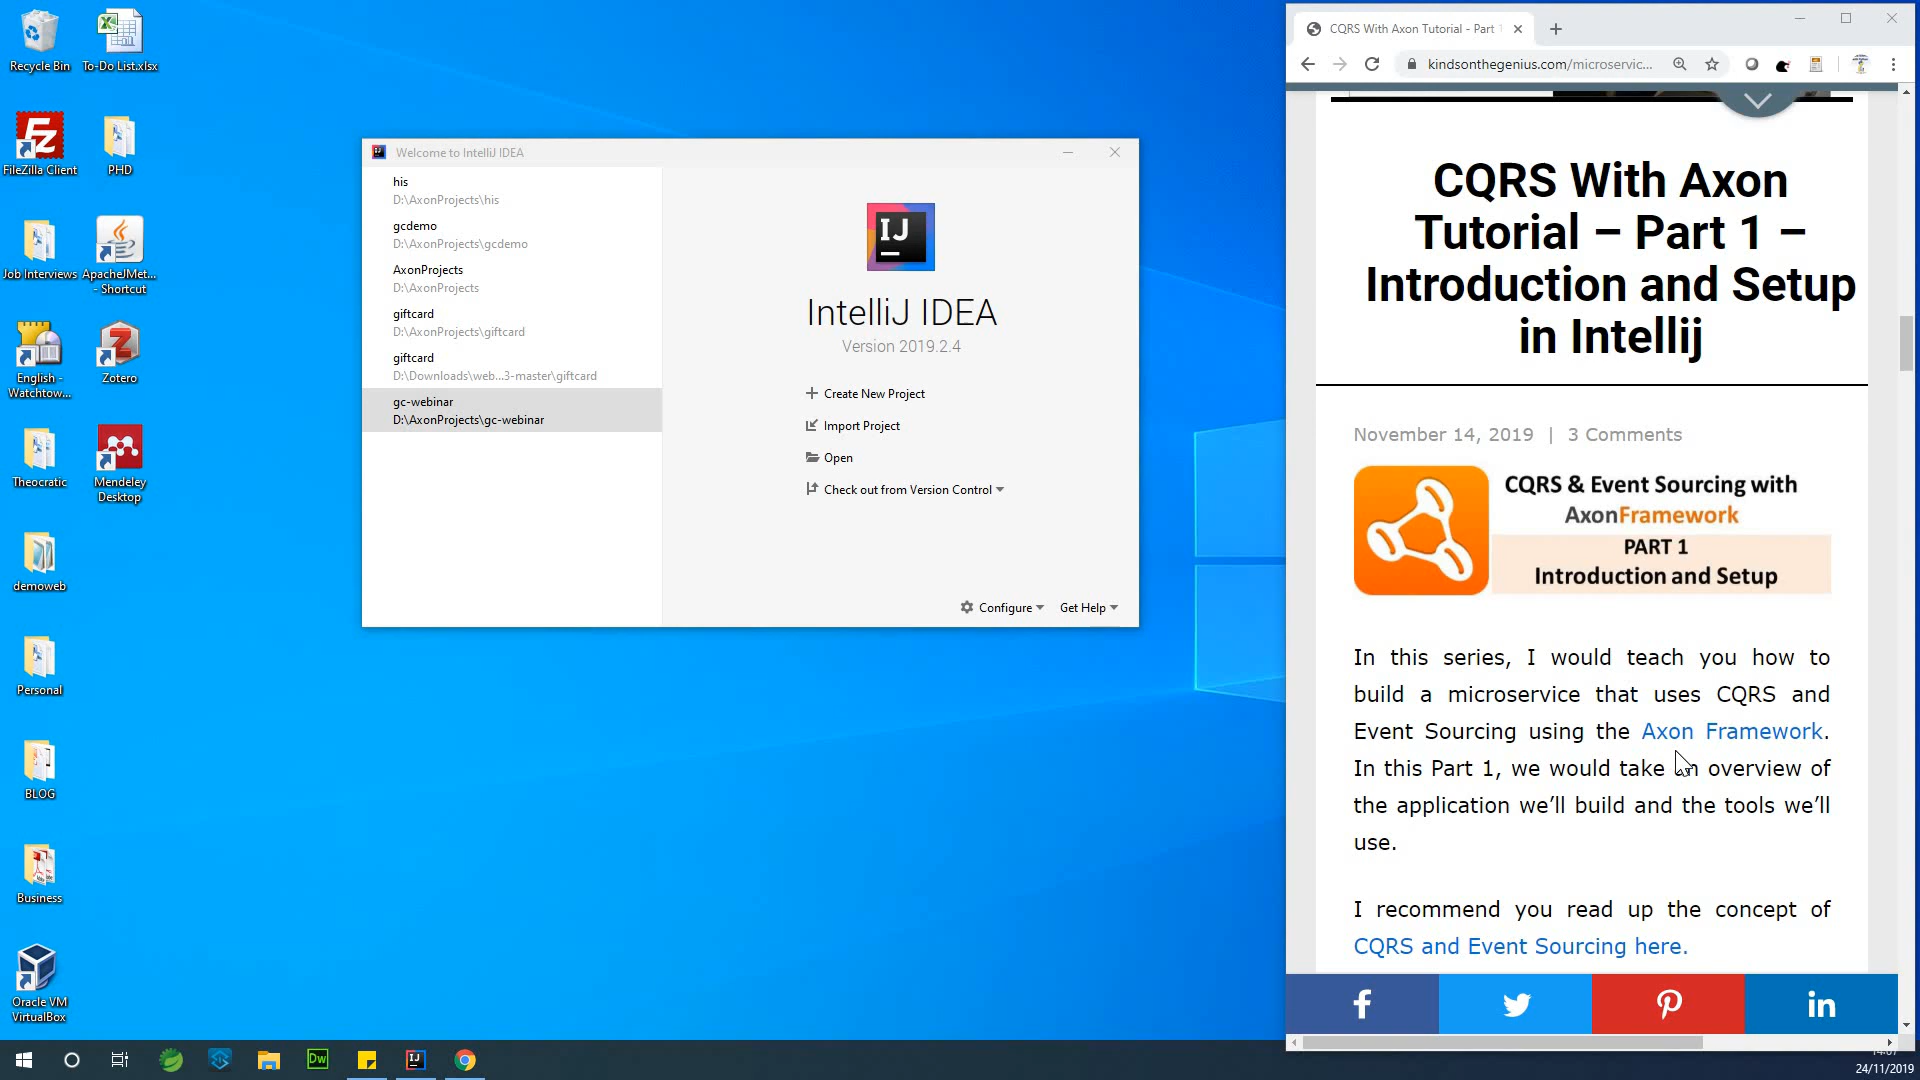 Recycle Bin
To-Do List.xlsx
FileZilla Client
PHD
Job Interviews
ApacheJMet...
- Shortcut
English -
Watchtow...
Zotero
Theocratic
Mendeley
Desktop
demoweb
Personal
BLOG
Business
Oracle VM
VirtualBox
Welcome to IntelliJ IDEA
his
D:\AxonProjects\his
gcdemo
D:\AxonProjects\gcdemo
AxonProjects
D:\AxonProjects
giftcard
D:\AxonProjects\giftcard
giftcard
D:\Downloads\web...3-master\giftcard
gc-webinar
D:\AxonProjects\gc-webinar
IJ
IntelliJ IDEA
Version 2019.2.4
Create New Project
Import Project
Open
Check out from Version Control
Configure
Get Help
CQRS With Axon Tutorial - Part
kindsonthegenius.com/microservic...
CQRS With Axon
Tutorial – Part 1 –
Introduction and Setup
in Intellij
November 14, 2019 | 3 Comments
CQRS & Event Sourcing with
AxonFramework
PART 1
Introduction and Setup
In this series, I would teach you how to
build a microservice that uses CQRS and
Event Sourcing using the Axon Framework.
In this Part 1, we would take an overview of
the application we’ll build and the tools we’ll
use.
I recommend you read up the concept of
CQRS and Event Sourcing here.
Dw
IJ
24/11/2019